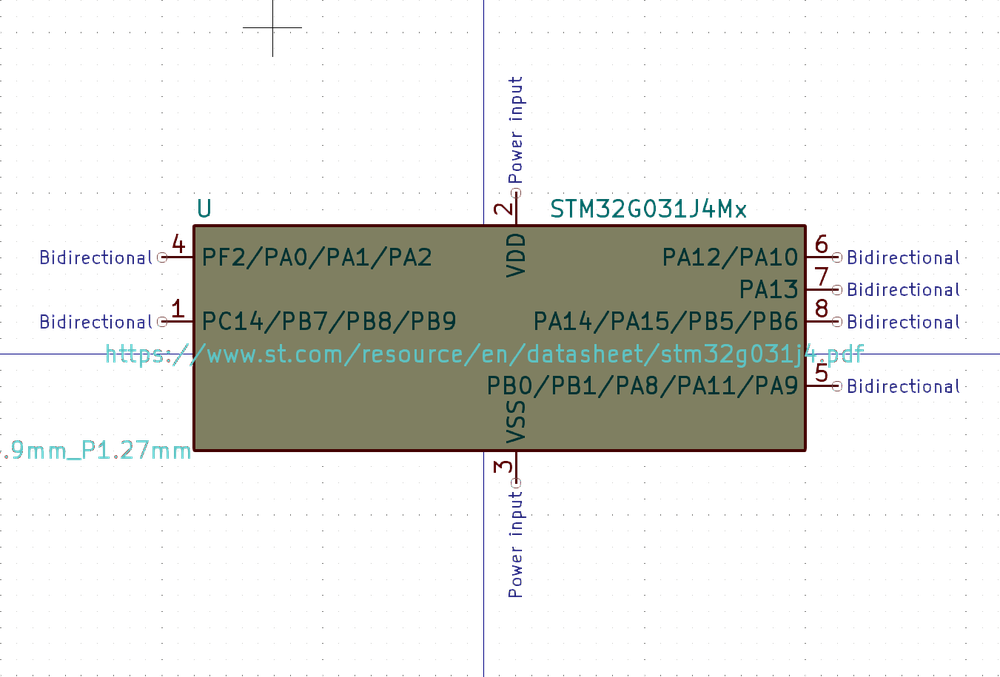 Power input
U
2
STM32G031J4Mx
VDD
Bidirectional 4 PF2/PA0/PA1/PA2
PA12/PA10 6 Bidirectional
PA13 7 Bidirectional
Bidirectional 1 PC14/PB7/PB8/PB9
PA14/PA15/PB5/PB6 8 Bidirectional
https://www.st.com/resource/en/datasheet/stm32g031j4.pdf
PB0/PB1/PA8/PA11/PA9 5 Bidirectional
VSS
.9mm_P1.27mm
3
Power input